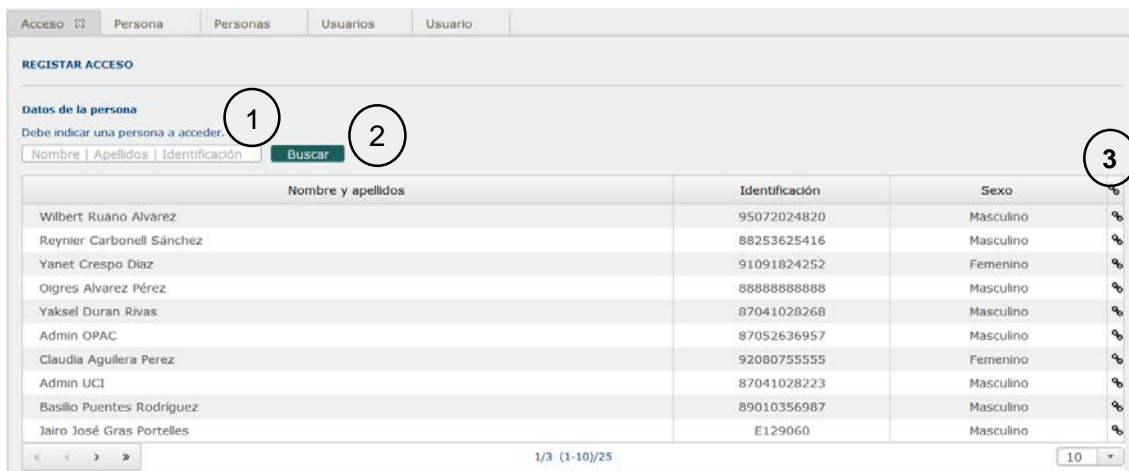 Acceso Persona Personas Usuarios Usuario
REGISTAR ACCESO
Datos de la persona
1
Debe indicar una persona a acceder.
2
Nombre | Apellidos | Identificación Buscar
3
Nombre y apellidos Identificación Sexo
Wilbert Ruano Alvarez 95072024820 Masculino
Reynier Carbonell Sánchez 88253625416 Masculino
Yanet Crespo Diaz 91091824252 Femenino
Oigres Alvarez Pérez 88888888888 Masculino
Yaksel Duran Rivas 87041028268 Masculino
Admin OPAC 87052636957 Masculino
Claudia Aguilera Perez 92080755555 Femenino
Admin UCI 87041028223 Masculino
Basilio Puentes Rodríguez 89010356987 Masculino
Jairo José Gras Portelles E129060 Masculino
« ‹ › » 1/3 (1-10)/25 10